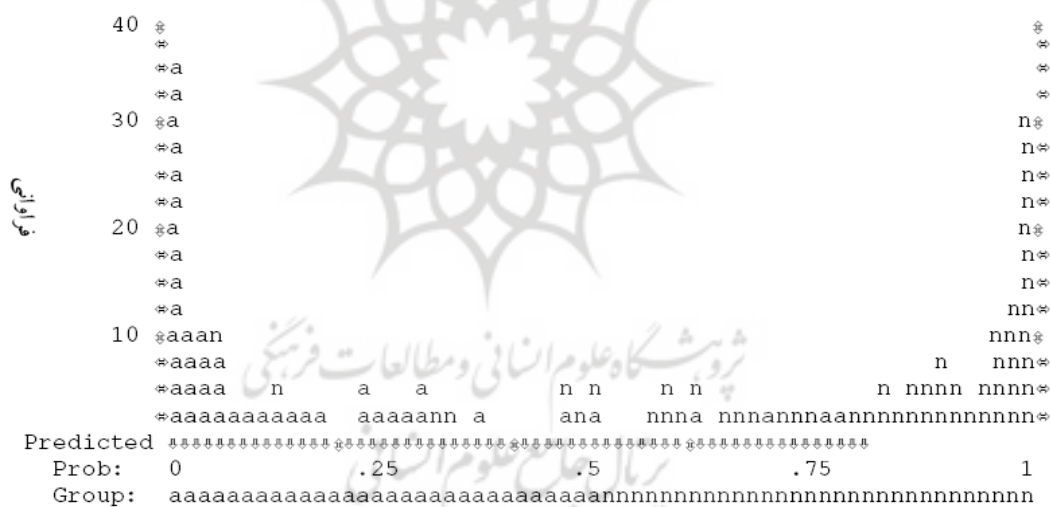 40
a
a
30 a n
a n
a n
a n
فراوانی
20 a n
a n
a n
a nn
10 aaan nnn
aaaa n nnn
aaaa n a a n n n n n nnnn nnnn
aaaaaaaaaaa aaaaann a ana nnna nnnannnaannnnnnnnnnnnn
پژوهشگاه علوم انسانی و مطالعات فرهنگی
Predicted
پرتال جامع علوم انسانی
Prob: 0 .25 .5 .75 1
Group: aaaaaaaaaaaaaaaaaaaaaaaaaaaaaannnnnnnnnnnnnnnnnnnnnnnnnnnnnn